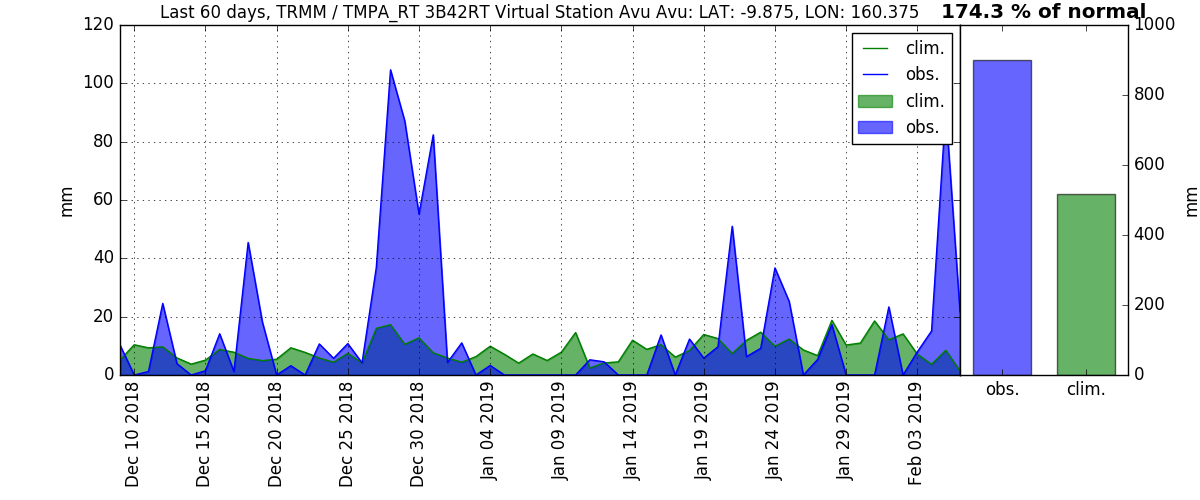 Last 60 days, TRMM / TMPA_RT 3B42RT Virtual Station Avu Avu: LAT: -9.875, LON: 160.375
174.3 % of normal
120
100
80
60
40
20
0
mm
clim.
obs.
clim.
obs.
1000
800
600
400
200
0
mm
Dec 10 2018
Dec 15 2018
Dec 20 2018
Dec 25 2018
Dec 30 2018
Jan 04 2019
Jan 09 2019
Jan 14 2019
Jan 19 2019
Jan 24 2019
Jan 29 2019
Feb 03 2019
obs.
clim.